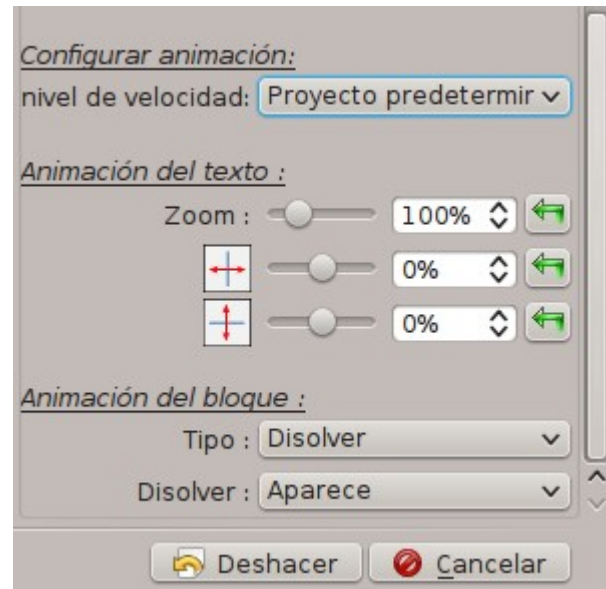 Configurar animación:
nivel de velocidad: Proyecto predetermir
Animación del texto :
Zoom : 100%
0%
0%
Animación del bloque :
Tipo : Disolver
Disolver : Aparece
Deshacer Cancelar